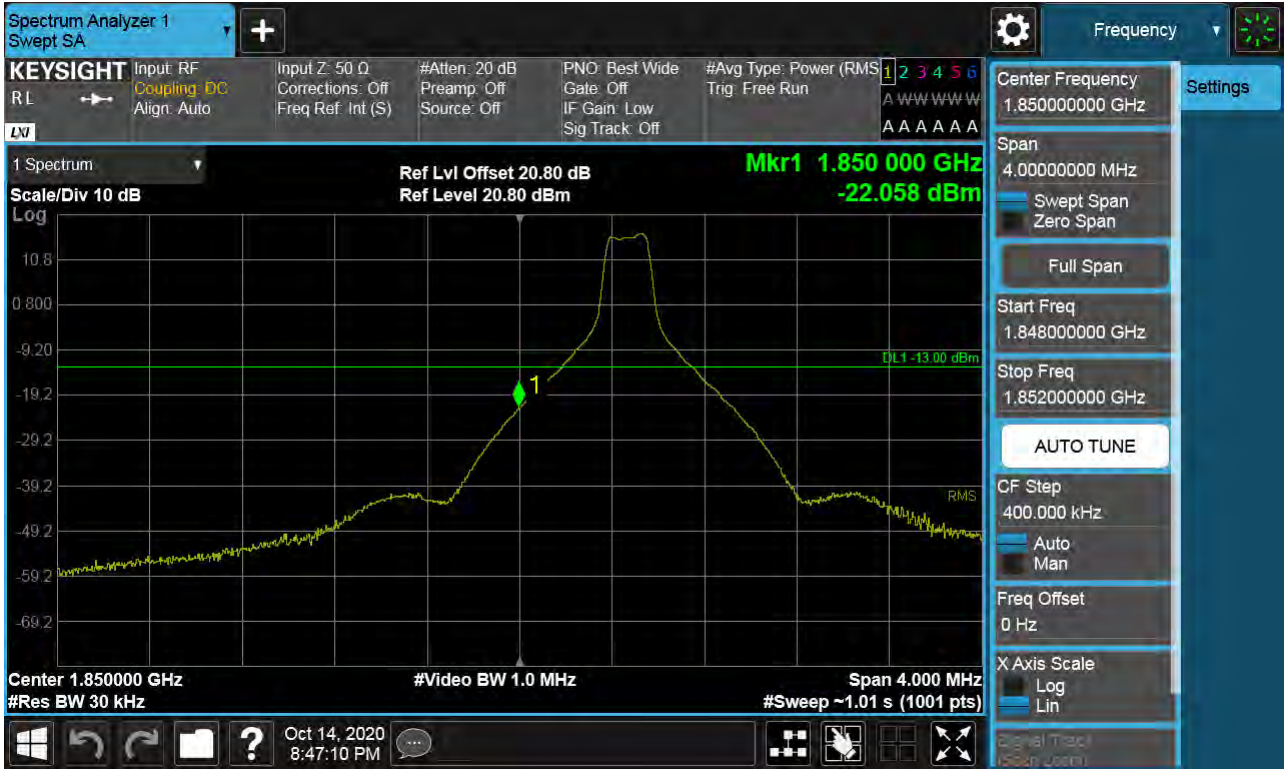 Spectrum Analyzer 1
Swept SA
+
Frequency
KEYSIGHT
RL
LXI
Input: RF
Coupling: DC
Align: Auto
Input Z: 50 Ω
Corrections: Off
Freq Ref: Int (S)
#Atten: 20 dB
Preamp: Off
Source: Off
PNO: Best Wide
Gate: Off
IF Gain: Low
Sig Track: Off
#Avg Type: Power (RMS
Trig: Free Run
1 2 3 4 5 6
A W W W W W
A A A A A A
1 Spectrum
Scale/Div 10 dB
Log
Ref Lvl Offset 20.80 dB
Ref Level 20.80 dBm
Mkr1 1.850 000 GHz
-22.058 dBm
10.8
0.800
-9.20
DL1 -13.00 dBm
-19.2
1
-29.2
-39.2
RMS
-49.2
-59.2
-69.2
Center 1.850000 GHz
#Res BW 30 kHz
#Video BW 1.0 MHz
Span 4.000 MHz
#Sweep ~1.01 s (1001 pts)
Center Frequency
1.850000000 GHz
Settings
Span
4.00000000 MHz
Swept Span
Zero Span
Full Span
Start Freq
1.848000000 GHz
Stop Freq
1.852000000 GHz
AUTO TUNE
CF Step
400.000 kHz
Auto
Man
Freq Offset
0 Hz
X Axis Scale
Log
Lin
Signal Track
(Span Zoom)
?
Oct 14, 2020
8:47:10 PM